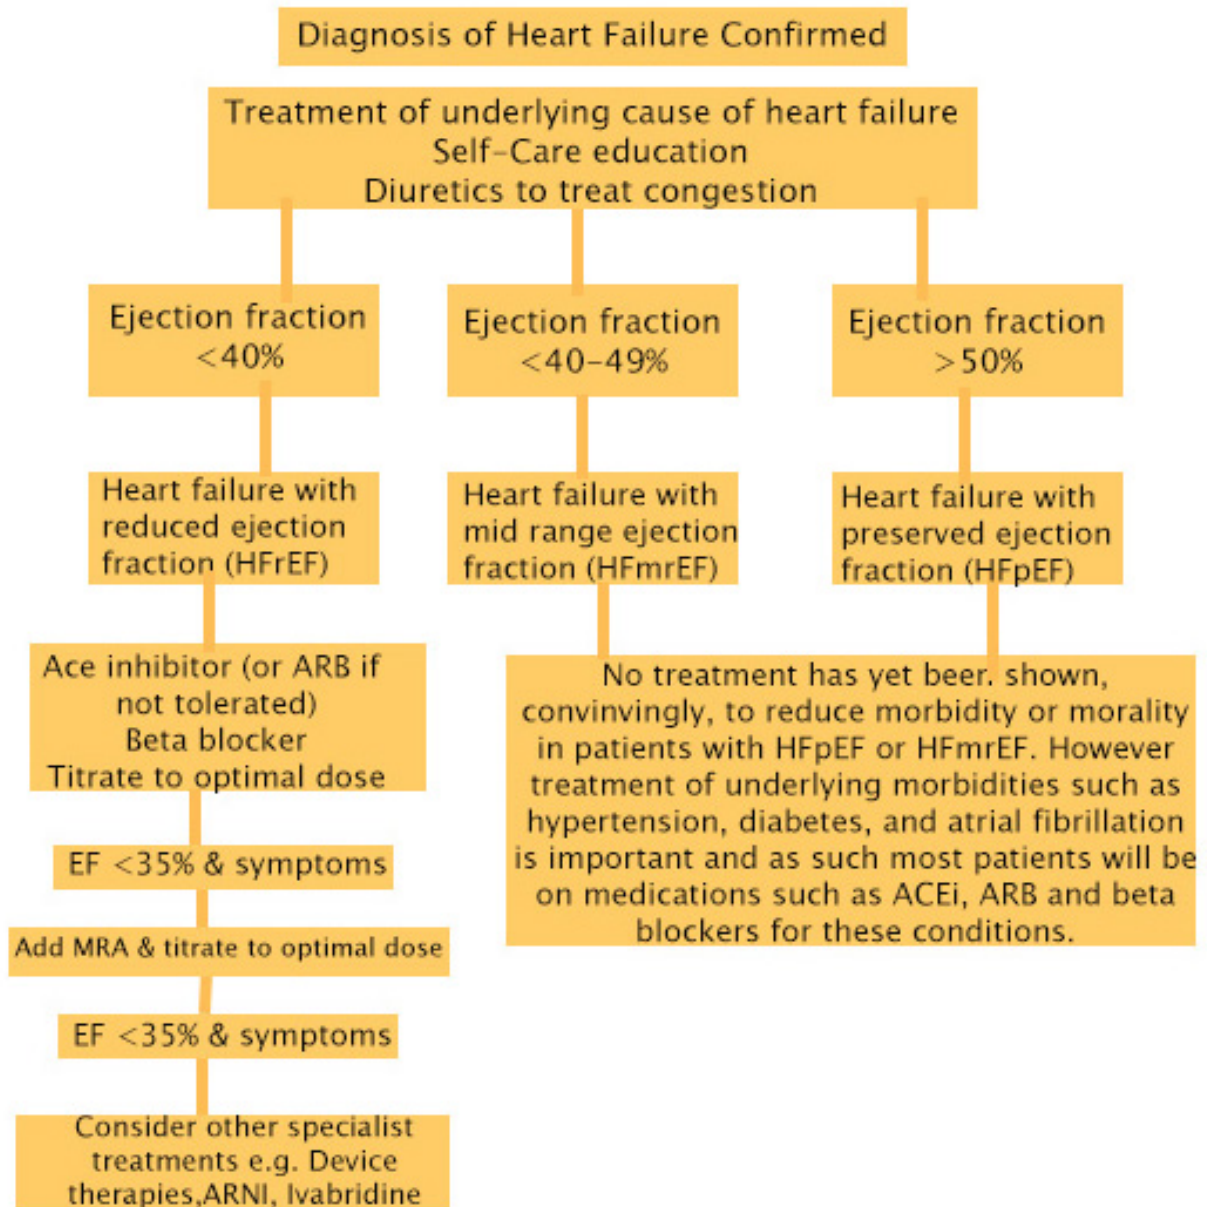 Diagnosis of Heart Failure Confirmed
Treatment of underlying cause of heart failure
Self-Care education
Diuretics to treat congestion
Ejection fraction
<40%
Ejection fraction
<40-49%
Ejection fraction
>50%
Heart failure with
reduced ejection
fraction (HFrEF)
Heart failure with
mid range ejection
fraction (HFmrEF)
Heart failure with
preserved ejection
fraction (HFpEF)
Ace inhibitor (or ARB if
not tolerated)
Beta blocker
Titrate to optimal dose
EF <35% & symptoms
Add MRA & titrate to optimal dose
EF <35% & symptoms
Consider other specialist
treatments e.g. Device
therapies,ARNI, Ivabridine
No treatment has yet beer. shown,
convinvingly, to reduce morbidity or morality
in patients with HFpEF or HFmrEF. However
treatment of underlying morbidities such as
hypertension, diabetes, and atrial fibrillation
is important and as such most patients will be
on medications such as ACEi, ARB and beta
blockers for these conditions.